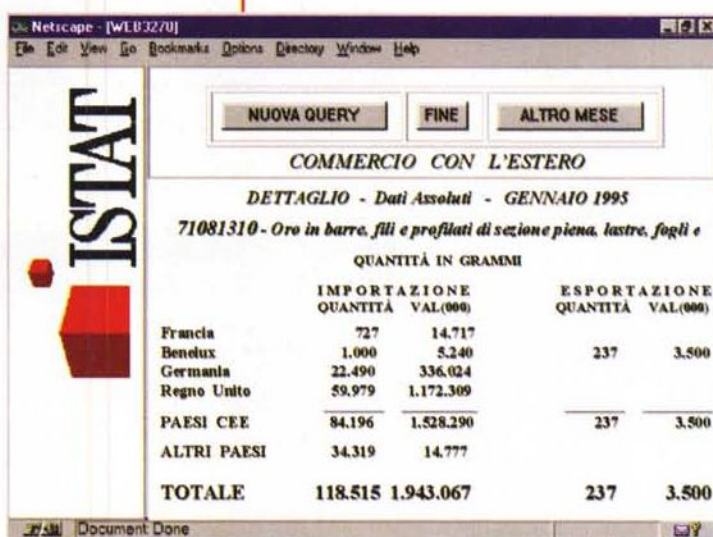 Netscape - [WEB3270]
File Edit View Go Bookmarks Options Directory Window Help
ISTAT
NUOVA QUERY FINE ALTRO MESE
COMMERCIO CON L'ESTERO
DETTAGLIO - Dati Assoluti - GENNAIO 1995
71081310 - Oro in barre, fili e profilati di sezione piena, lastre, fogli e
QUANTITÀ IN GRAMMI
IMPORTAZIONE ESPORTAZIONE
QUANTITÀ VAL(000) QUANTITÀ VAL(000)
Francia 727 14.717
Benelux 1.000 5.240 237 3.500
Germania 22.490 336.024
Regno Unito 59.979 1.172.309
PAESI CEE 84.196 1.528.290 237 3.500
ALTRI PAESI 34.319 14.777
TOTALE 118.515 1.943.067 237 3.500
Document: Done